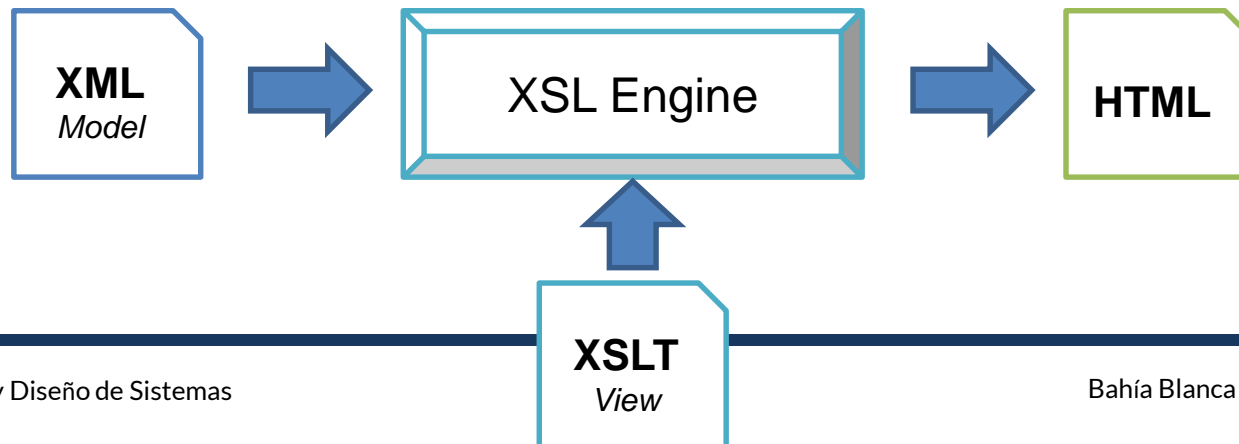 XML
Model
XSL Engine
HTML
XSLT
View
y Diseño de Sistemas
Bahía Blanca